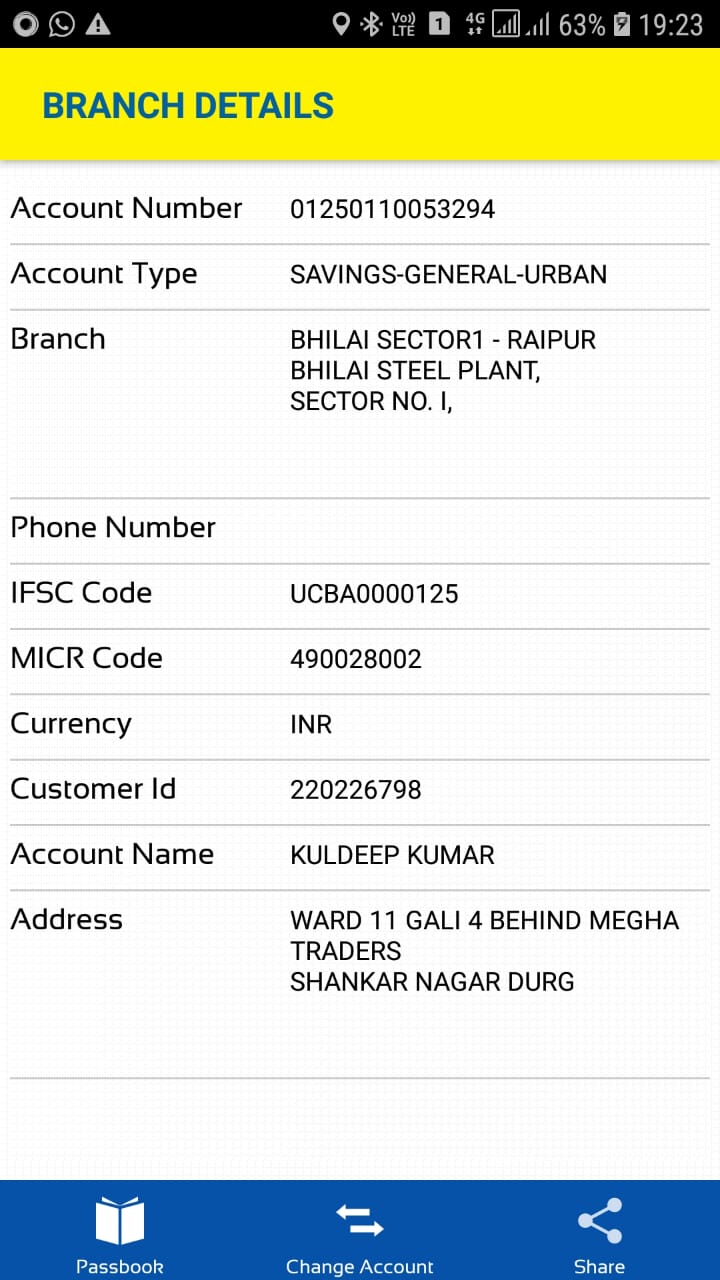 Vo)) LTE 1 4G 63% 19:23
BRANCH DETAILS
Account Number 01250110053294
Account Type SAVINGS-GENERAL-URBAN
Branch BHILAI SECTOR1 - RAIPUR
BHILAI STEEL PLANT,
SECTOR NO. I,
Phone Number
IFSC Code UCBA0000125
MICR Code 490028002
Currency INR
Customer Id 220226798
Account Name KULDEEP KUMAR
Address WARD 11 GALI 4 BEHIND MEGHA
TRADERS
SHANKAR NAGAR DURG
Passbook Change Account Share